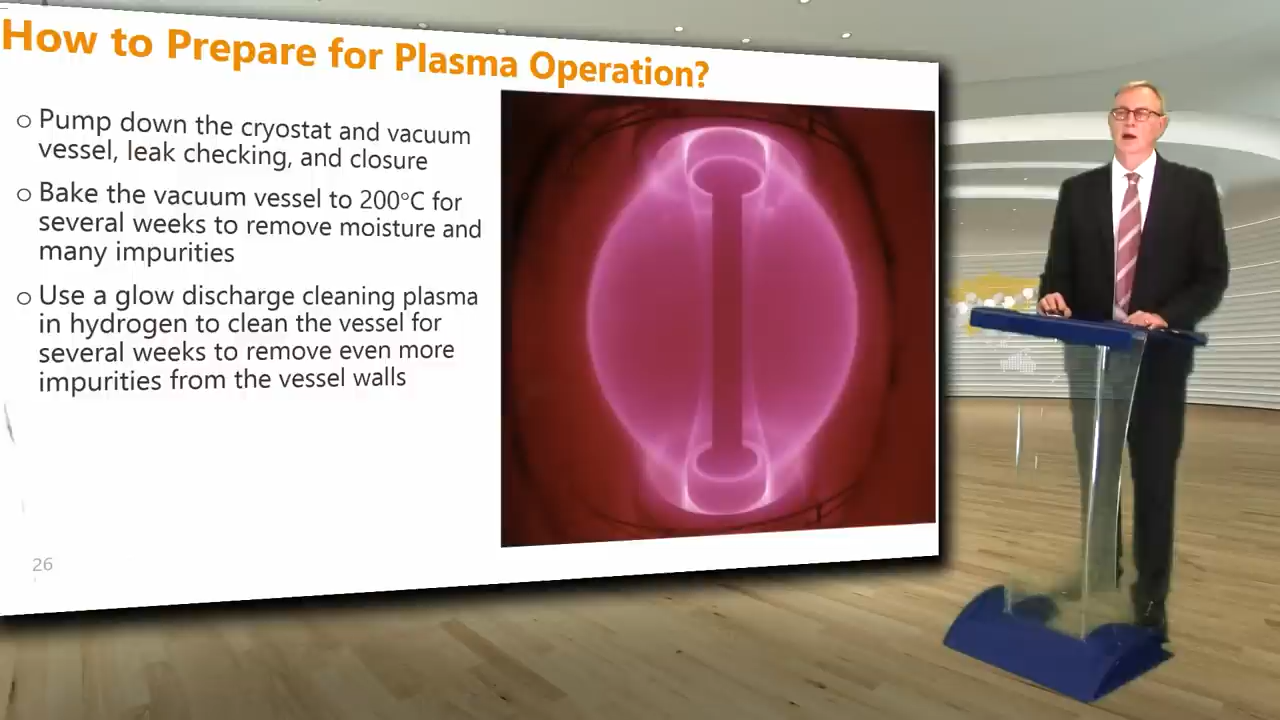 How to Prepare for Plasma Operation?
o Pump down the cryostat and vacuum
vessel, leak checking, and closure
o Bake the vacuum vessel to 200°C for
several weeks to remove moisture and
many impurities
o Use a glow discharge cleaning plasma
in hydrogen to clean the vessel for
several weeks to remove even more
impurities from the vessel walls
26